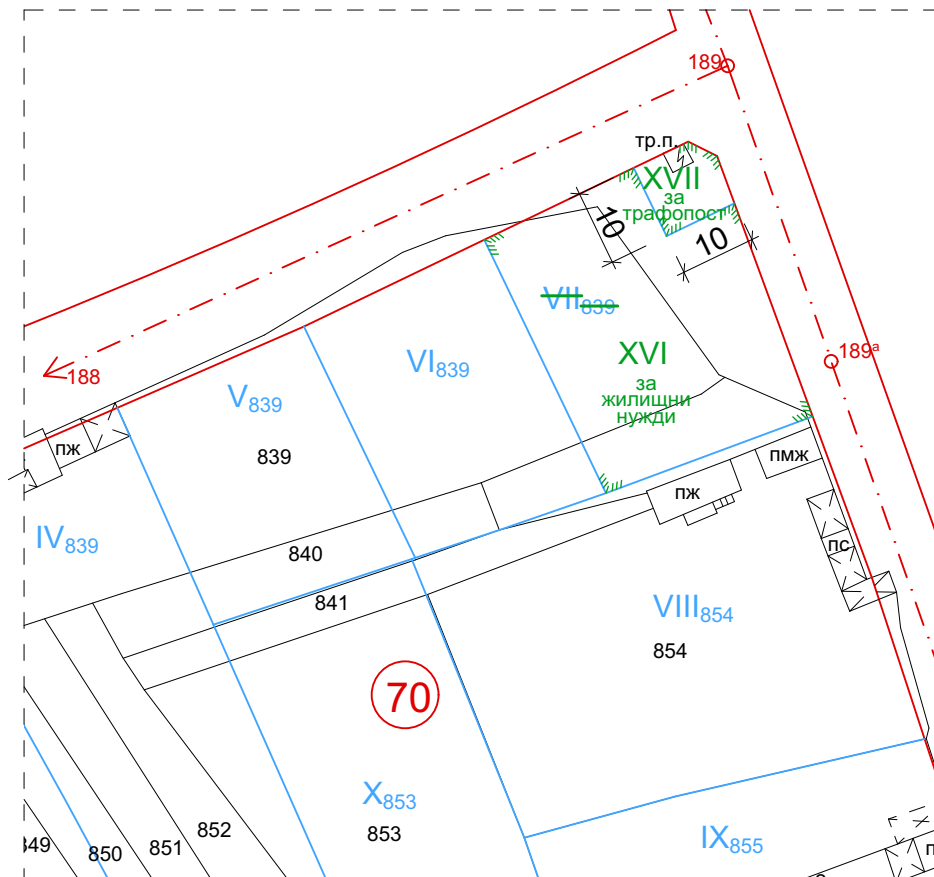 189
тр.п.
XVII
за
трафопост
10
10
VII839
189а
188
VI839
XVI
за
жилищни
нужди
V839
839
пж
пмж
пж
IV839
840
пс
841
VIII854
854
70
X853
853
IX855
852
851
850